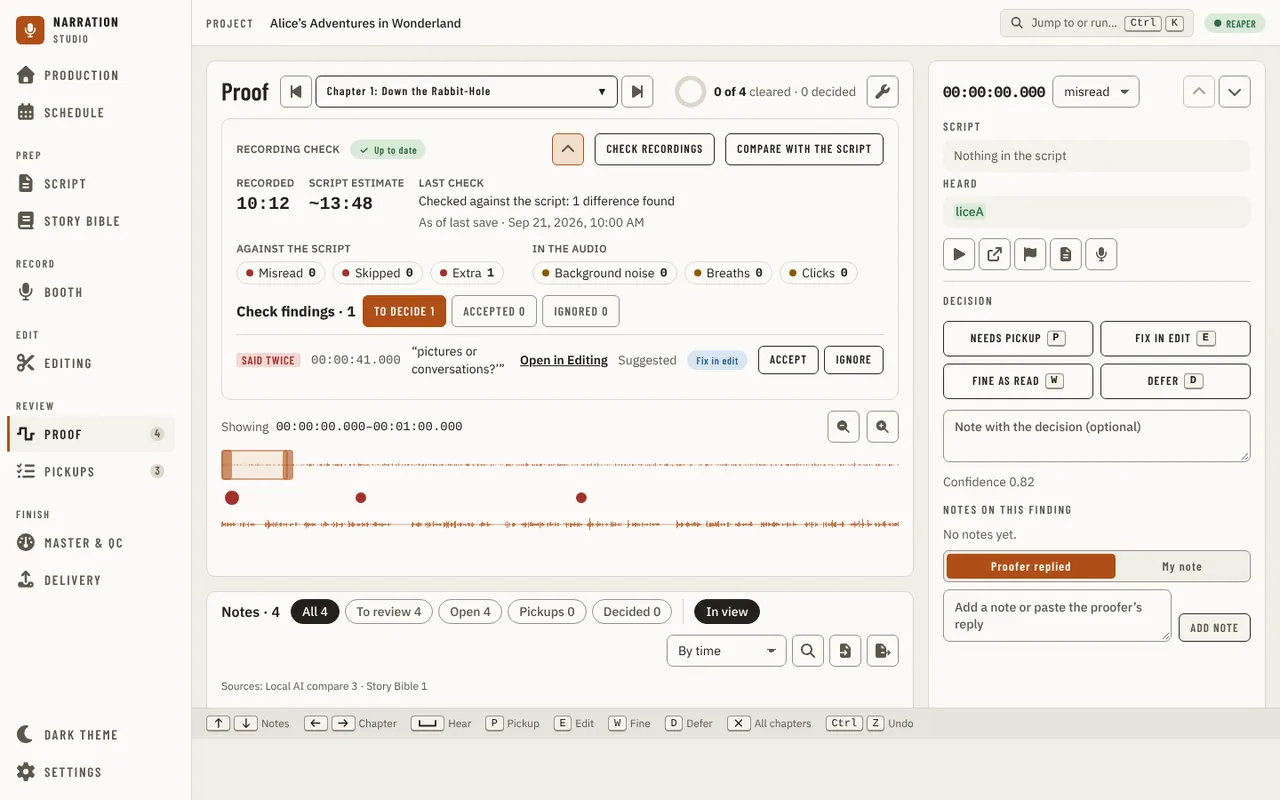 NARRATION
STUDIO
PRODUCTION
SCHEDULE
PREP
SCRIPT
STORY BIBLE
RECORD
BOOTH
EDIT
EDITING
REVIEW
PROOF 4
PICKUPS 3
FINISH
MASTER & QC
DELIVERY
DARK THEME
SETTINGS
PROJECT Alice's Adventures in Wonderland
Jump to or run... Ctrl K
REAPER
Proof
Chapter 1: Down the Rabbit-Hole
0 of 4 cleared · 0 decided
RECORDING CHECK Up to date
CHECK RECORDINGS
COMPARE WITH THE SCRIPT
RECORDED SCRIPT ESTIMATE LAST CHECK
10:12 ~13:48 Checked against the script: 1 difference found
As of last save · Sep 21, 2026, 10:00 AM
AGAINST THE SCRIPT IN THE AUDIO
Misread 0 Skipped 0 Extra 1 Background noise 0 Breaths 0 Clicks 0
Check findings · 1 TO DECIDE 1 ACCEPTED 0 IGNORED 0
SAID TWICE 00:00:41.000 “pictures or
conversations?’” Open in Editing Suggested Fix in edit ACCEPT IGNORE
Showing 00:00:00.000–00:01:00.000
Notes · 4 All 4 To review 4 Open 4 Pickups 0 Decided 0 In view
By time
Sources: Local AI compare 3 · Story Bible 1
00:00:00.000 misread
SCRIPT
Nothing in the script
HEARD
liceA
DECISION
NEEDS PICKUP P FIX IN EDIT E
FINE AS READ W DEFER D
Note with the decision (optional)
Confidence 0.82
NOTES ON THIS FINDING
No notes yet.
Proofer replied My note
Add a note or paste the proofer's
reply
ADD NOTE
↑ ↓ Notes ← → Chapter Hear P Pickup E Edit W Fine D Defer ✕ All chapters Ctrl Z Undo